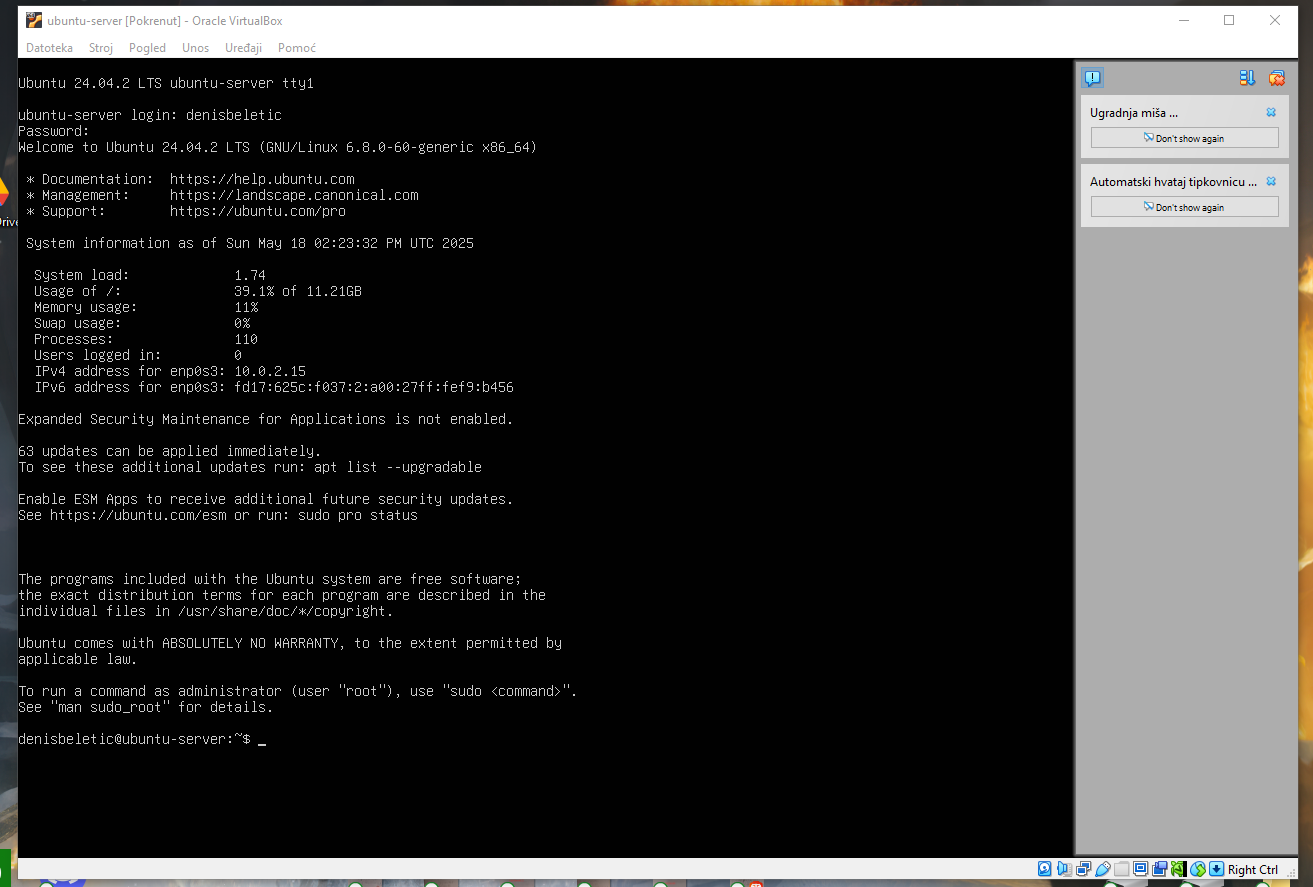 ubuntu-server [Pokrenut] - Oracle VirtualBox
Datoteka Stroj Pogled Unos Uređaji Pomoć
Ubuntu 24.04.2 LTS ubuntu-server tty1
ubuntu-server login: denisbeletic
Password:
Welcome to Ubuntu 24.04.2 LTS (GNU/Linux 6.8.0-60-generic x86_64)
* Documentation: https://help.ubuntu.com
* Management: https://landscape.canonical.com
* Support: https://ubuntu.com/pro
System information as of Sun May 18 02:23:32 PM UTC 2025
System load: 1.74
Usage of /: 39.1% of 11.21GB
Memory usage: 11%
Swap usage: 0%
Processes: 110
Users logged in: 0
IPv4 address for enp0s3: 10.0.2.15
IPv6 address for enp0s3: fd17:625c:f037:2:a00:27ff:fef9:b456
Expanded Security Maintenance for Applications is not enabled.
63 updates can be applied immediately.
To see these additional updates run: apt list --upgradable
Enable ESM Apps to receive additional future security updates.
See https://ubuntu.com/esm or run: sudo pro status
The programs included with the Ubuntu system are free software;
the exact distribution terms for each program are described in the
individual files in /usr/share/doc/*/copyright.
Ubuntu comes with ABSOLUTELY NO WARRANTY, to the extent permitted by
applicable law.
To run a command as administrator (user "root"), use "sudo <command>".
See "man sudo_root" for details.
denisbeletic@ubuntu-server:~$ _
Ugradnja miša ...
Don't show again
Automatski hvataj tipkovnicu ...
Don't show again
Right Ctrl